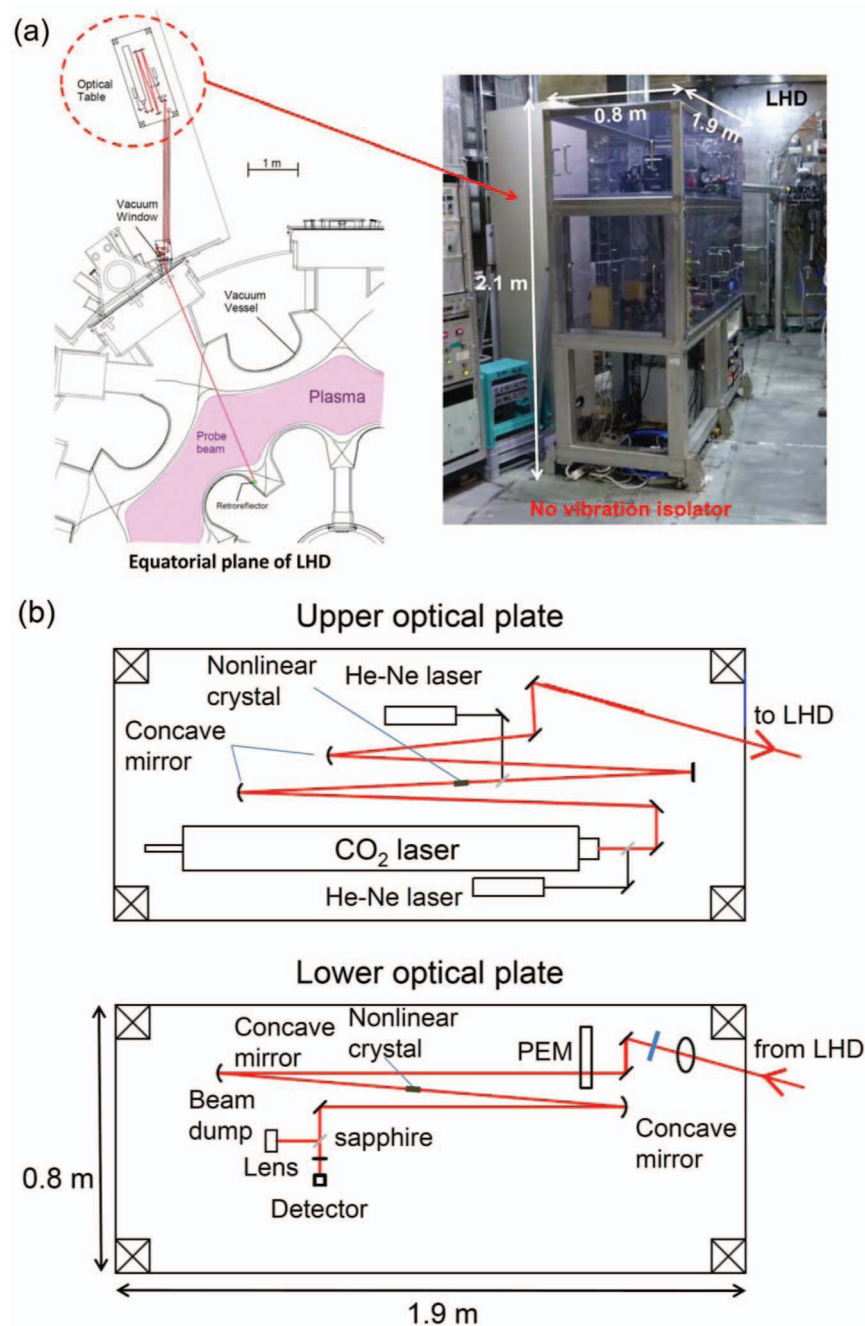 (a)
Optical
Table
1 m
Vacuum
Window
Vacuum
Vessel
Plasma
Probe
beam
Retroreflector
Equatorial plane of LHD
LHD
0.8 m
1.9 m
2.1 m
No vibration isolator
(b)
Upper optical plate
Nonlinear
crystal
He-Ne laser
Concave
mirror
to LHD
CO₂ laser
He-Ne laser
Lower optical plate
Concave
mirror
Nonlinear
crystal
PEM
from LHD
Beam
dump
sapphire
Concave
mirror
Lens
Detector
0.8 m
1.9 m